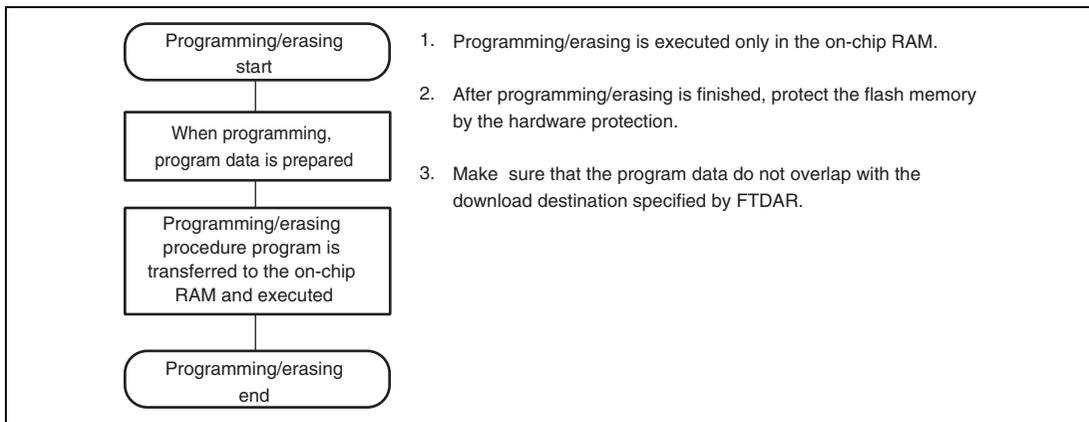 Programming/erasing
start
When programming,
program data is prepared
Programming/erasing
procedure program is
transferred to the on-chip
RAM and executed
Programming/erasing
end
1. Programming/erasing is executed only in the on-chip RAM.
2. After programming/erasing is finished, protect the flash memory
by the hardware protection.
3. Make sure that the program data do not overlap with the
download destination specified by FTDAR.